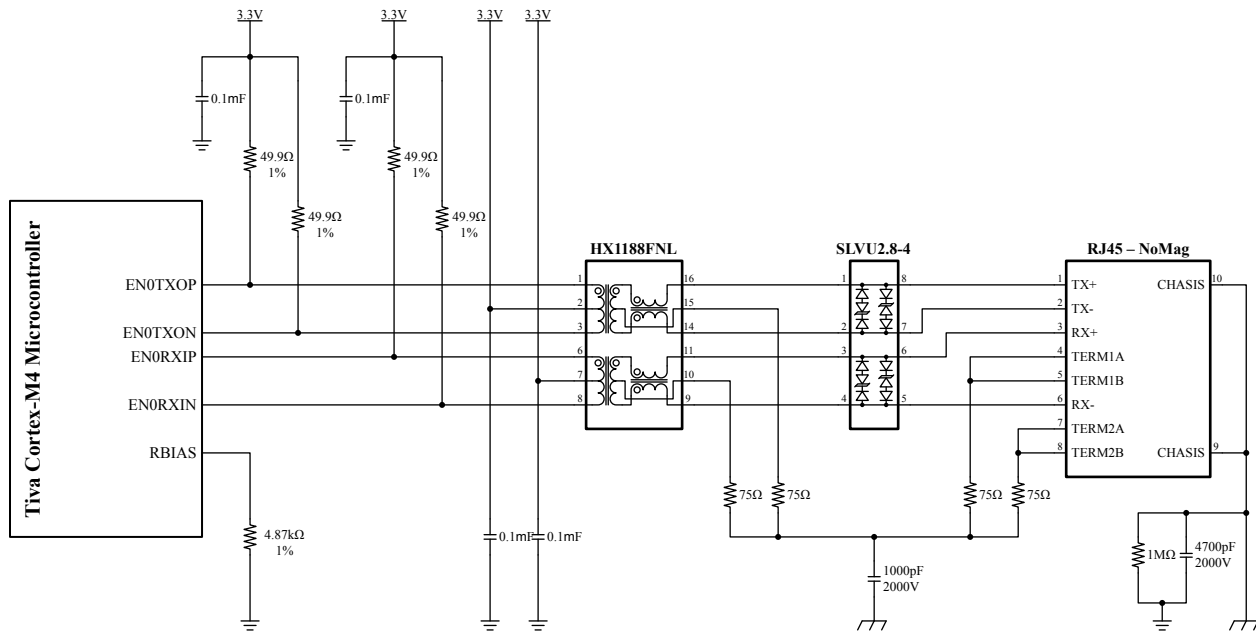 3.3V
3.3V
3.3V
3.3V
0.1mF
0.1mF
49.9Ω
1%
49.9Ω
1%
49.9Ω
1%
49.9Ω
1%
Tiva Cortex-M4 Microcontroller
EN0TXOP
EN0TXON
EN0RXIP
EN0RXIN
RBIAS
4.87kΩ
1%
0.1mF
0.1mF
HX1188FNL
1
2
3
6
7
8
16
15
14
11
10
9
SLVU2.8-4
1
2
3
4
8
7
6
5
RJ45 – NoMag
1
2
3
4
5
6
7
8
TX+
TX-
RX+
TERM1A
TERM1B
RX-
TERM2A
TERM2B
CHASIS
10
CHASIS
9
75Ω
75Ω
75Ω
75Ω
1000pF
2000V
1MΩ
4700pF
2000V